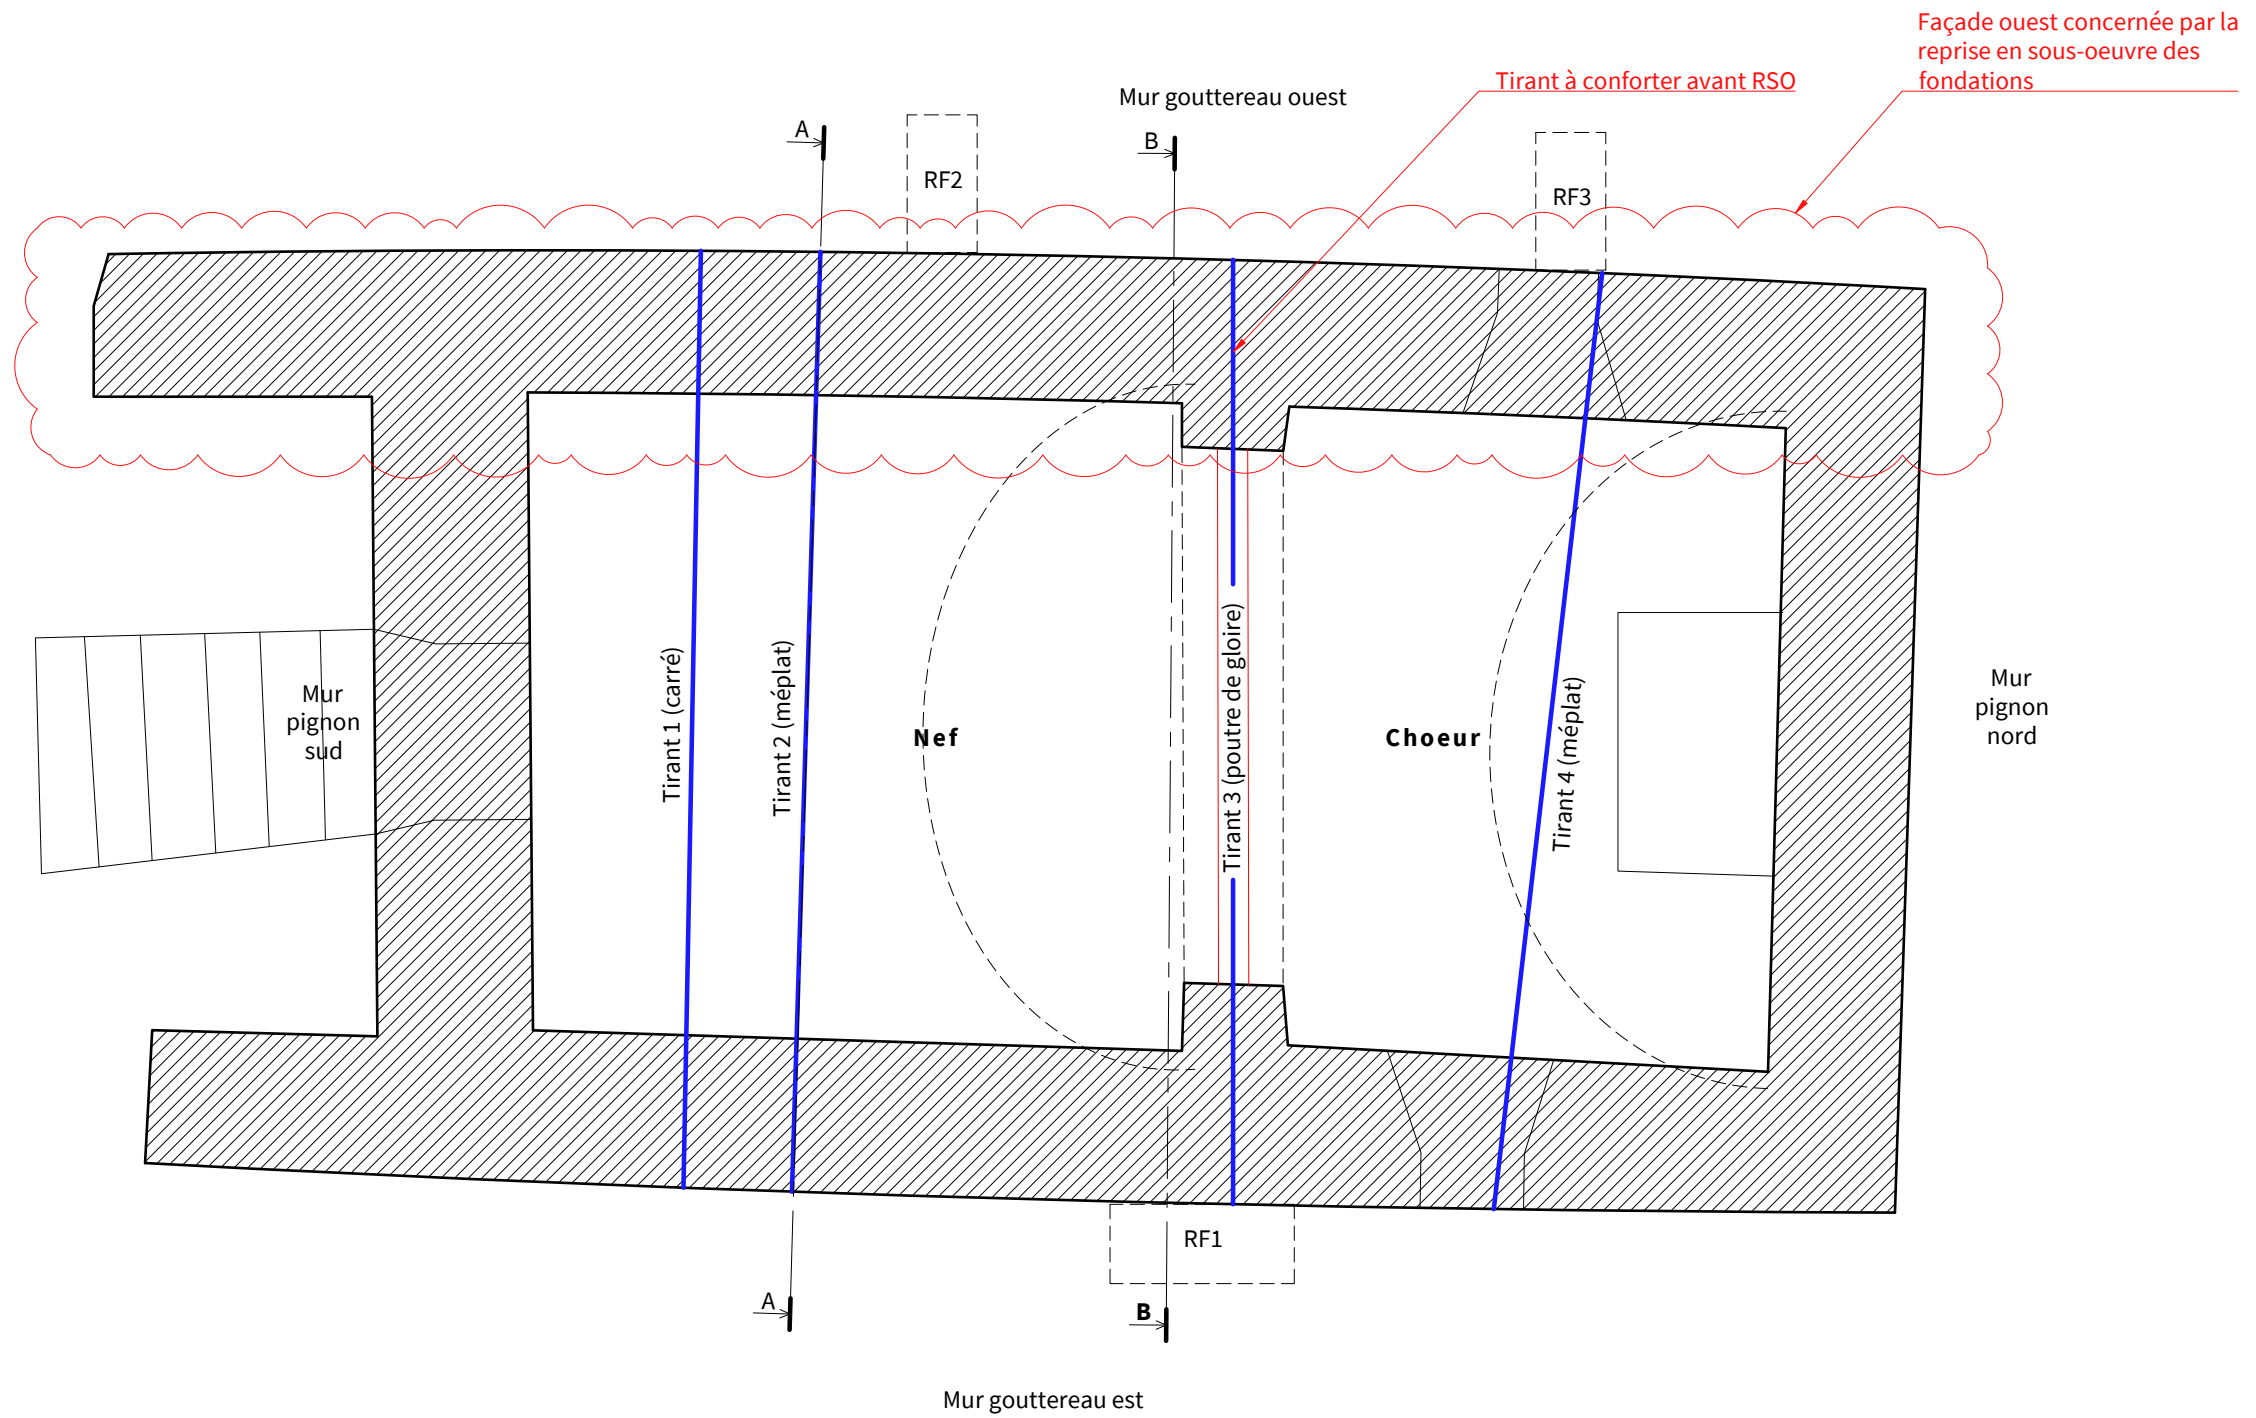 Façade ouest concernée par la
reprise en sous-oeuvre des
fondations
Tirant à conforter avant RSO
Mur gouttereau ouest
A
B
RF2
RF3
Mur
pignon
sud
Tirant 1 (carré)
Tirant 2 (méplat)
Nef
Tirant 3 (poutre de gloire)
Choeur
Tirant 4 (méplat)
Mur
pignon
nord
RF1
A
B
Mur gouttereau est